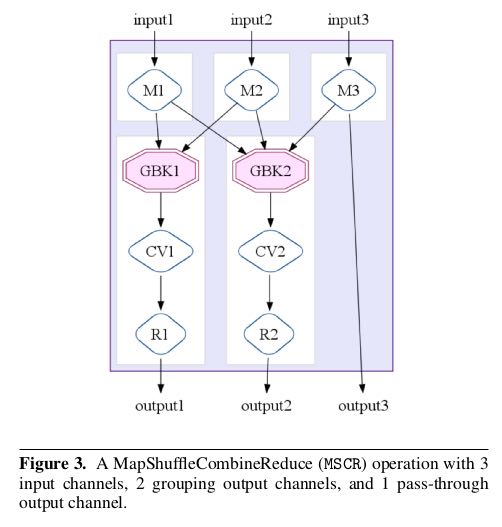 input1 input2 input3
M1 M2 M3
GBK1 GBK2
CV1 CV2
R1 R2
output1 output2 output3
Figure 3. A MapShuffleCombineReduce (MSCR) operation with 3
input channels, 2 grouping output channels, and 1 pass-through
output channel.